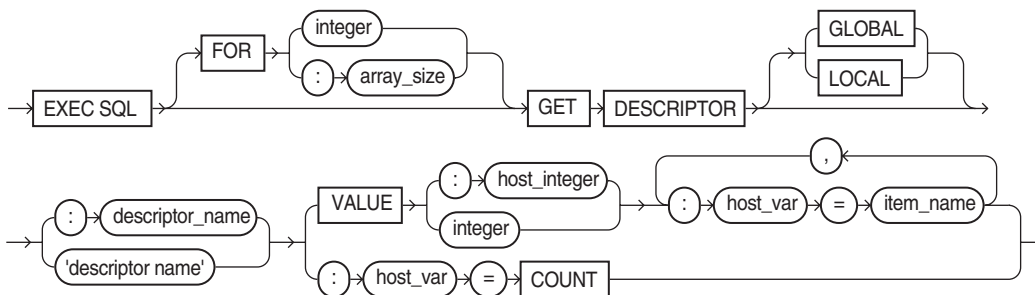 integer
FOR
: array_size
GLOBAL
LOCAL
EXEC SQL
GET DESCRIPTOR
,
: descriptor_name
'descriptor name'
VALUE
: host_integer
integer
: host_var = item_name
: host_var = COUNT